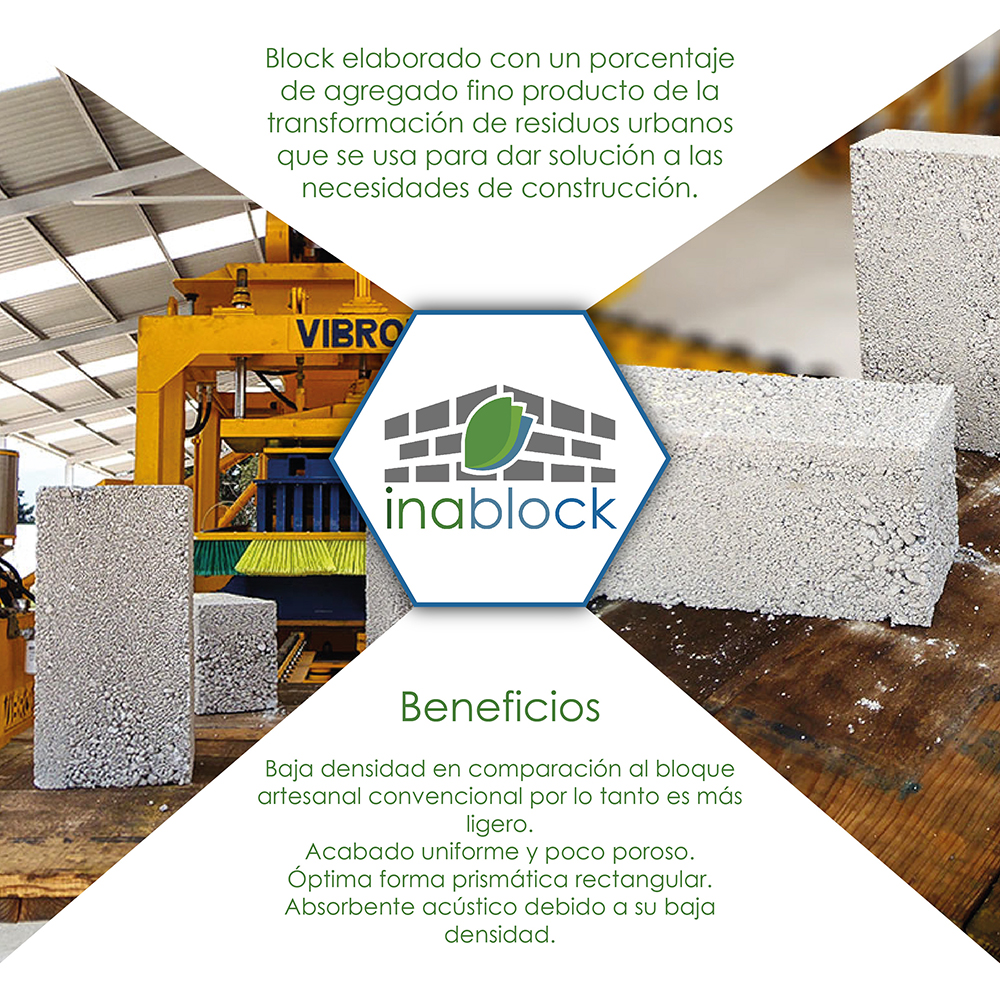 Block elaborado con un porcentaje
de agregado fino producto de la
transformación de residuos urbanos
que se usa para dar solución a las
necesidades de construcción.
VIBRO
inablock
Beneficios
Baja densidad en comparación al bloque
artesanal convencional por lo tanto es más
ligero.
Acabado uniforme y poco poroso.
Óptima forma prismática rectangular.
Absorbente acústico debido a su baja
densidad.